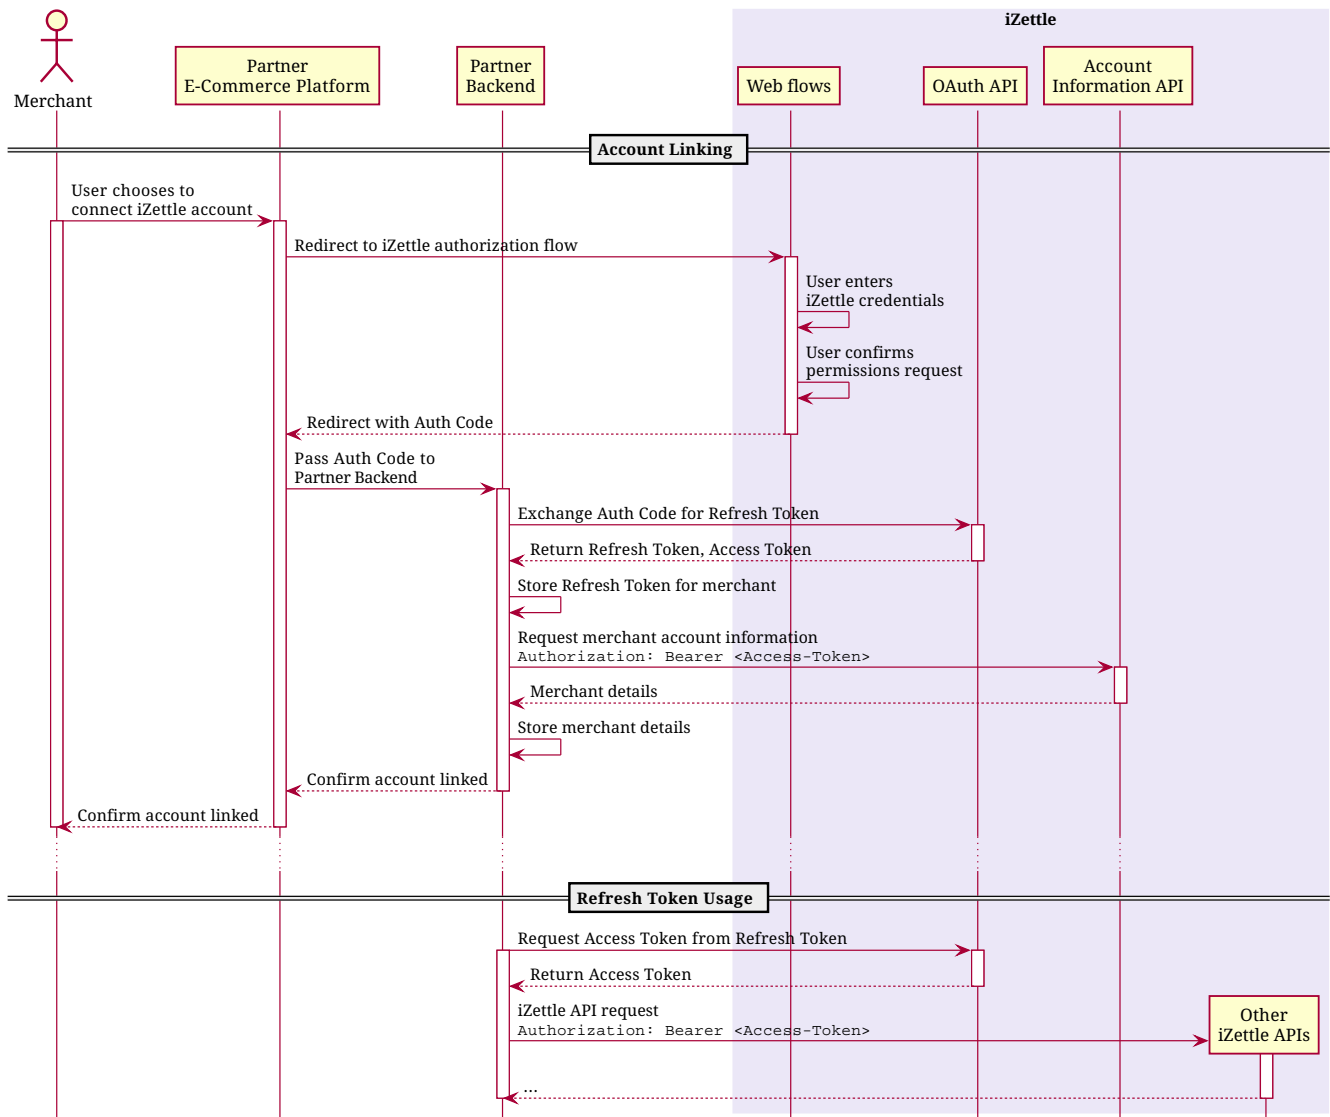 iZettle
Merchant
Partner
E-Commerce Platform
Partner
Backend
Web flows
OAuth API
Account
Information API
Account Linking
User chooses to
connect iZettle account
Redirect to iZettle authorization flow
User enters
iZettle credentials
User confirms
permissions request
Redirect with Auth Code
Pass Auth Code to
Partner Backend
Exchange Auth Code for Refresh Token
Return Refresh Token, Access Token
Store Refresh Token for merchant
Request merchant account information
Authorization: Bearer <Access-Token>
Merchant details
Store merchant details
Confirm account linked
Confirm account linked
Refresh Token Usage
Request Access Token from Refresh Token
Return Access Token
iZettle API request
Authorization: Bearer <Access-Token>
Other
iZettle APIs
...